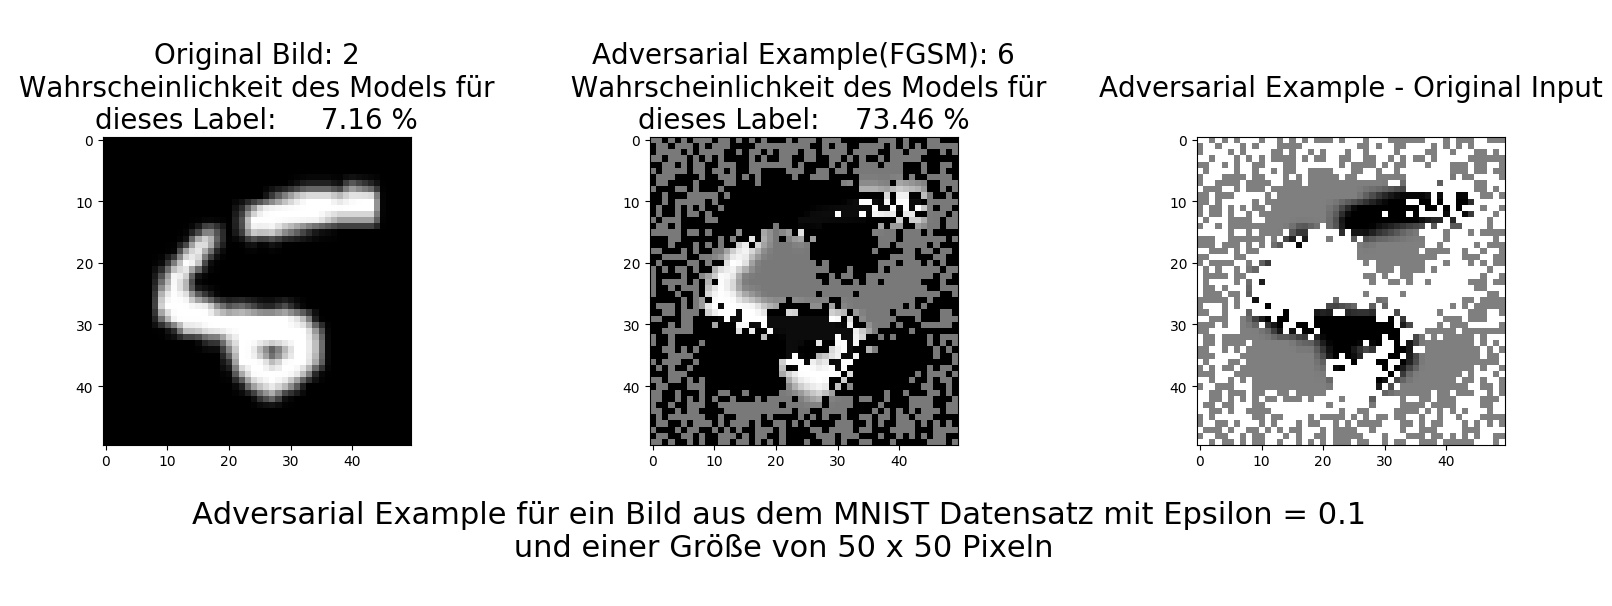 Original Bild: 2
Wahrscheinlichkeit des Models für
dieses Label: 7.16 %
Adversarial Example(FGSM): 6
Wahrscheinlichkeit des Models für
dieses Label: 73.46 %
Adversarial Example - Original Input
0
10
20
30
40
0 10 20 30 40
0
10
20
30
40
0 10 20 30 40
0
10
20
30
40
0 10 20 30 40
Adversarial Example für ein Bild aus dem MNIST Datensatz mit Epsilon = 0.1
und einer Größe von 50 x 50 Pixeln